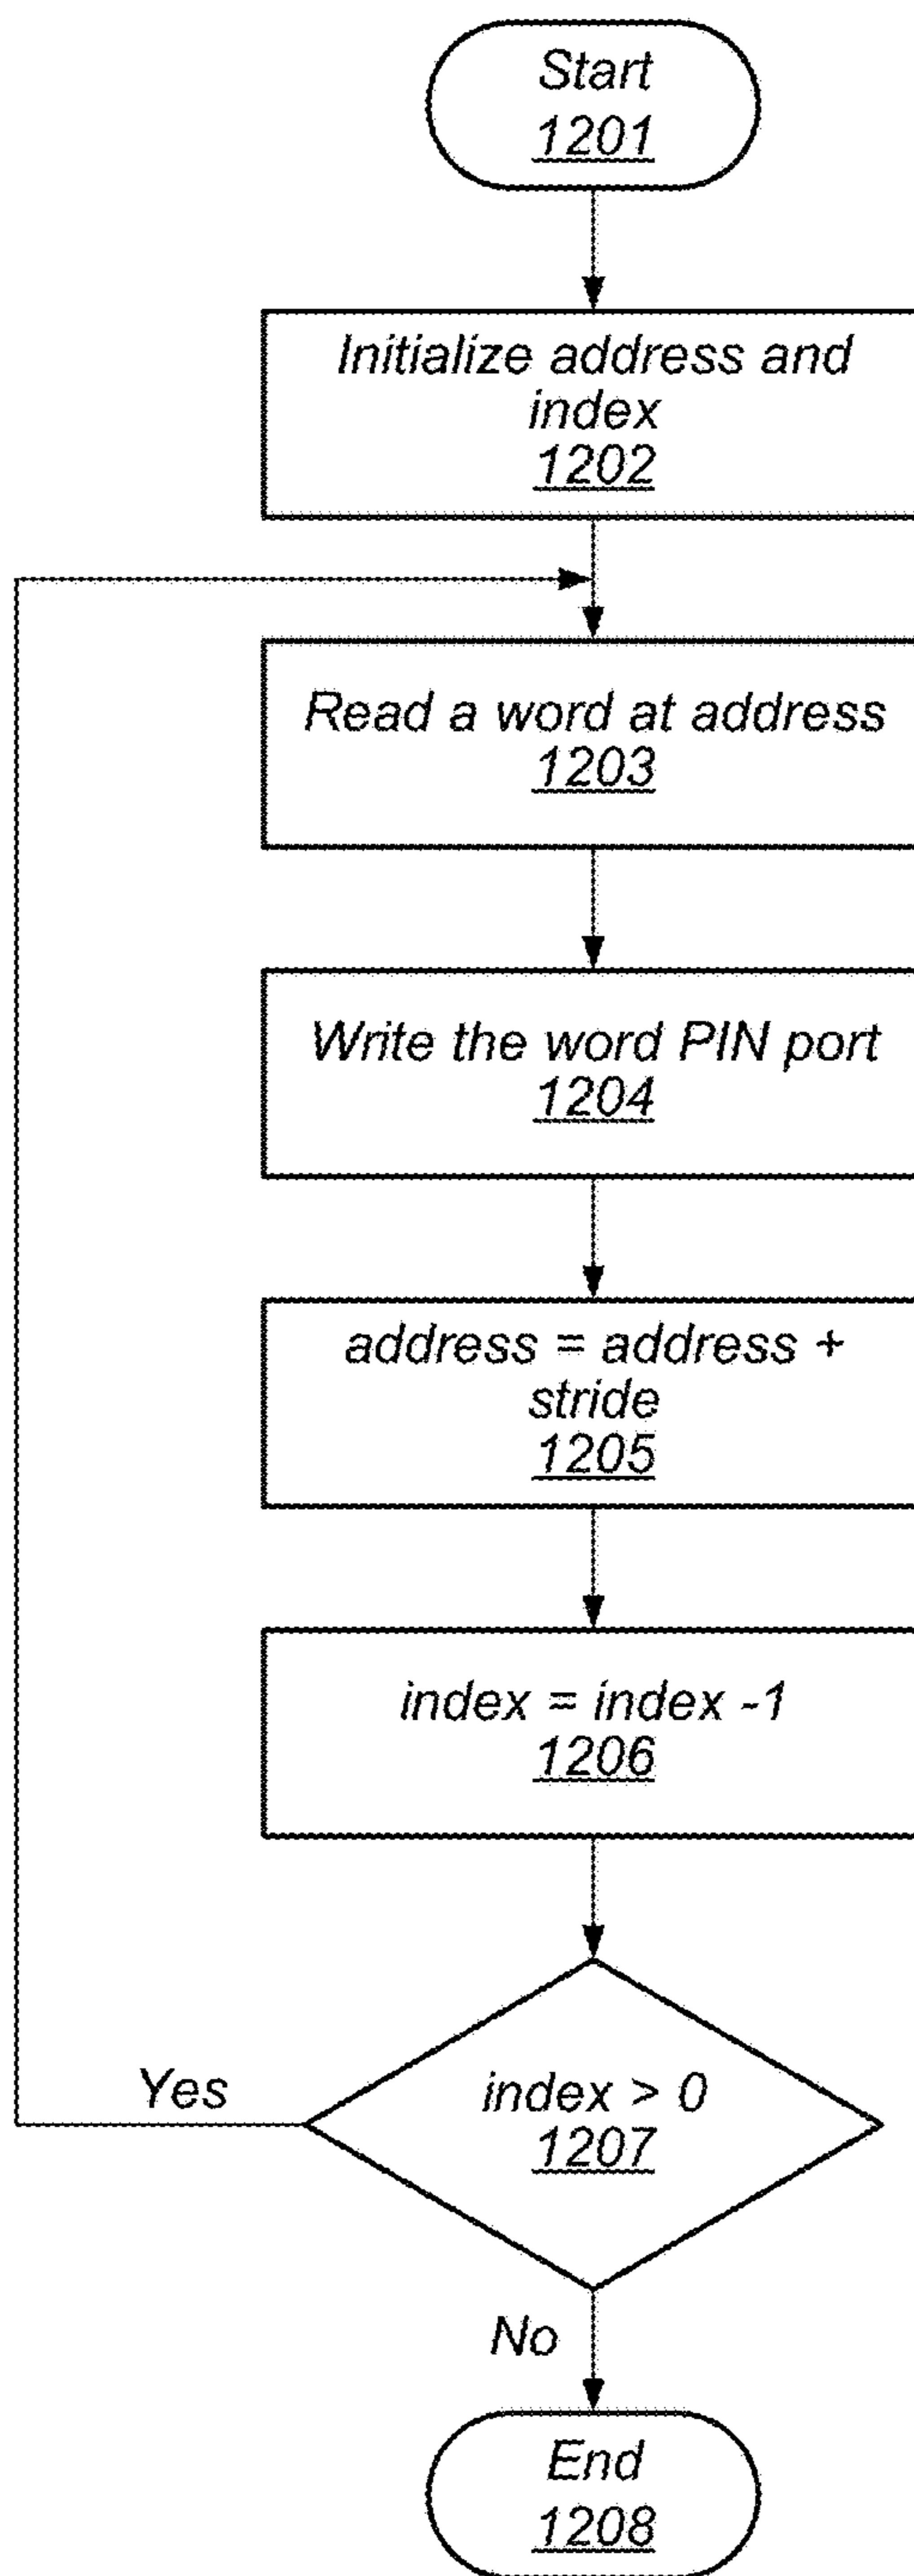 Start
1201
Initialize address and
index
1202
Read a word at address
1203
Write the word PIN port
1204
address = address +
stride
1205
index = index -1
1206
Yes
index > 0
1207
No
End
1208